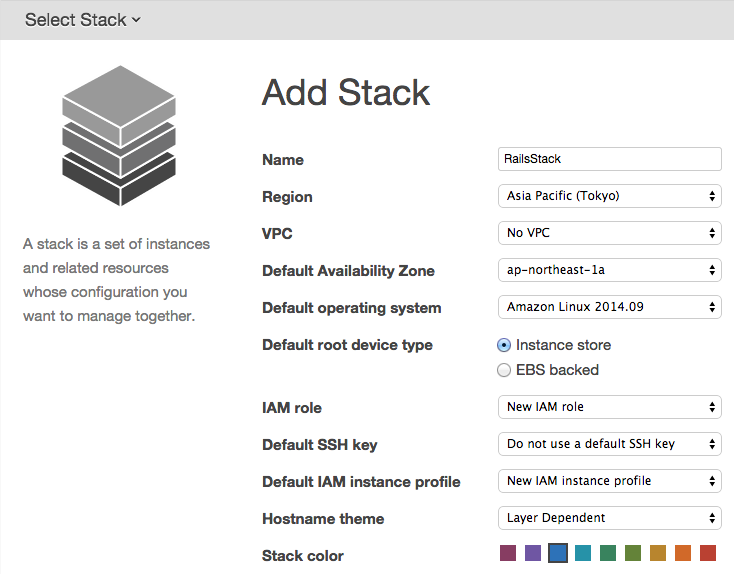 Select Stack
Add Stack
A stack is a set of instances
and related resources
whose configuration you
want to manage together.
Name RailsStack
Region Asia Pacific (Tokyo)
VPC No VPC
Default Availability Zone ap-northeast-1a
Default operating system Amazon Linux 2014.09
Default root device type Instance store
EBS backed
IAM role New IAM role
Default SSH key Do not use a default SSH key
Default IAM instance profile New IAM instance profile
Hostname theme Layer Dependent
Stack color